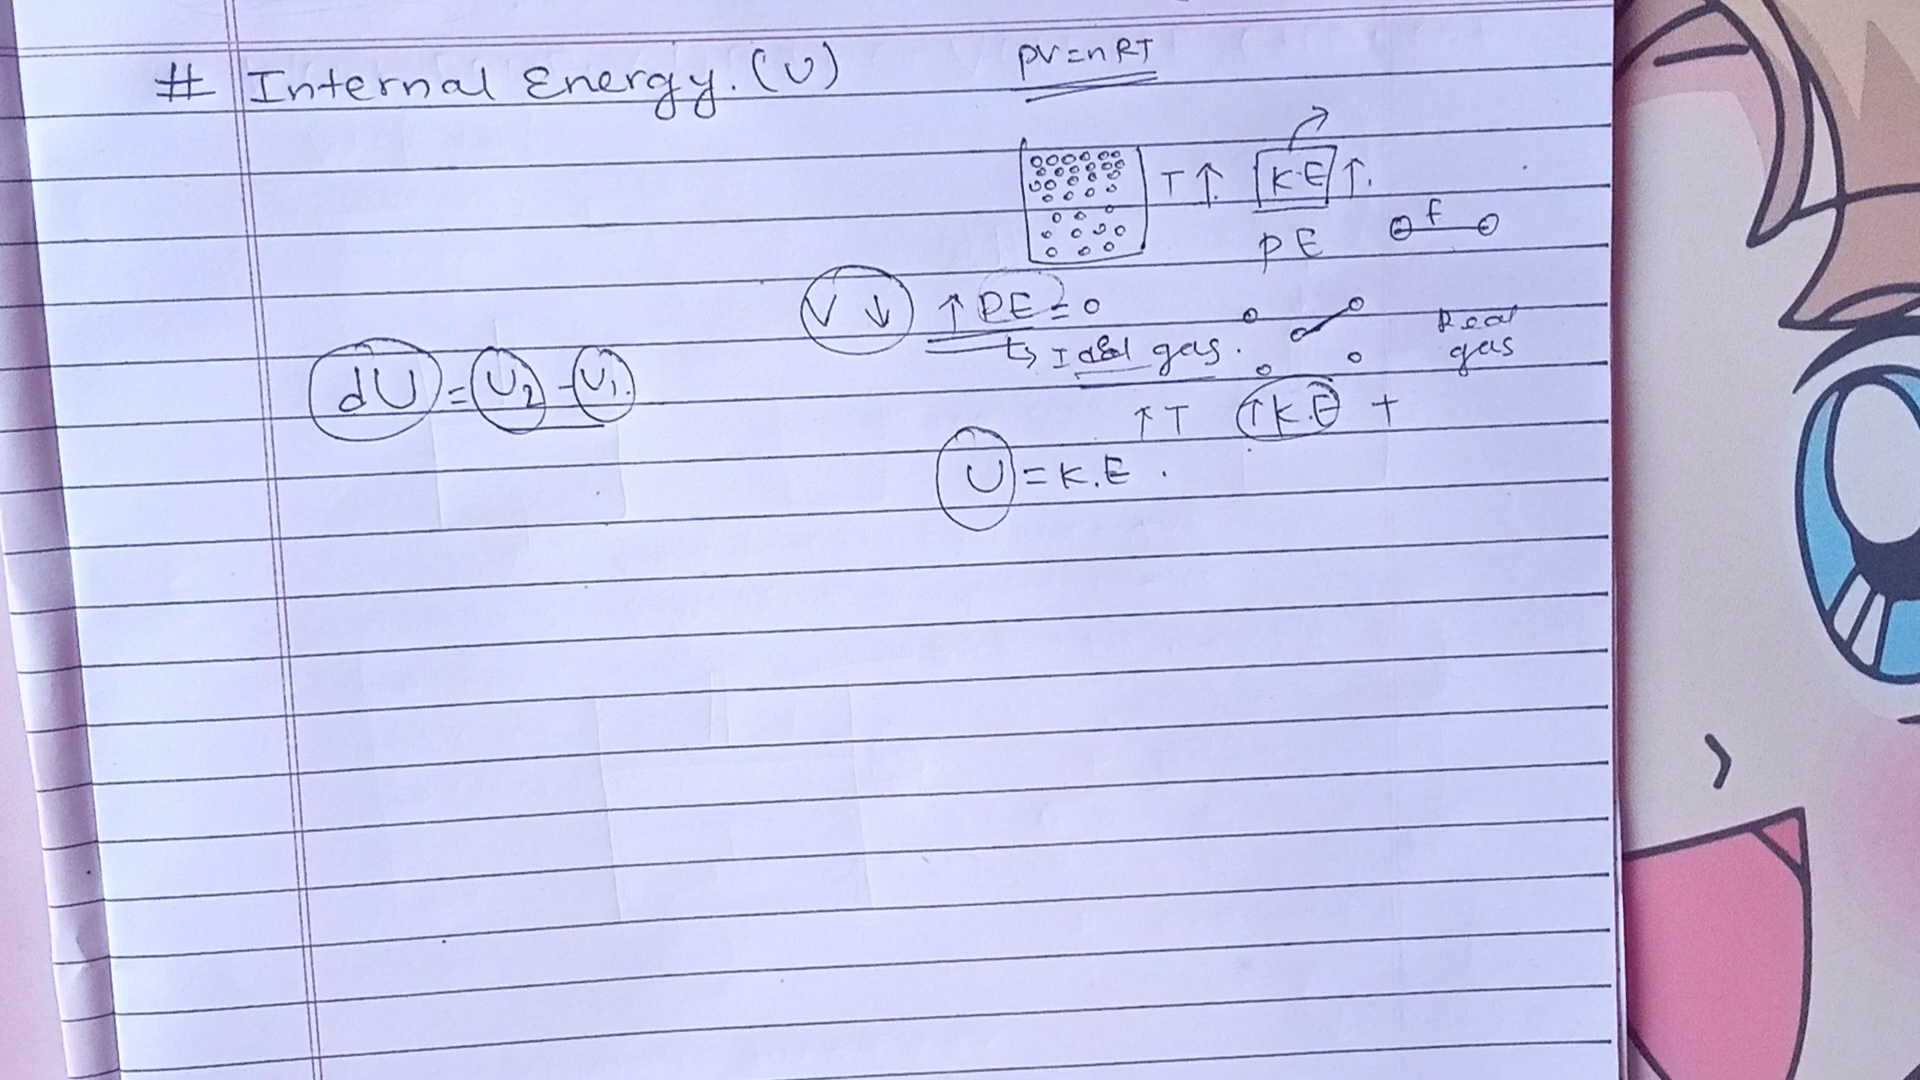 # Internal Energy. (U)
PV = nRT
T ↑ K.E ↑.
PE f
V ↓ ↑ PE = 0
↳ Ideal gas.
Real gas
dU = U₂ - U₁.
↑ T ↑ K.E +
U = K.E.